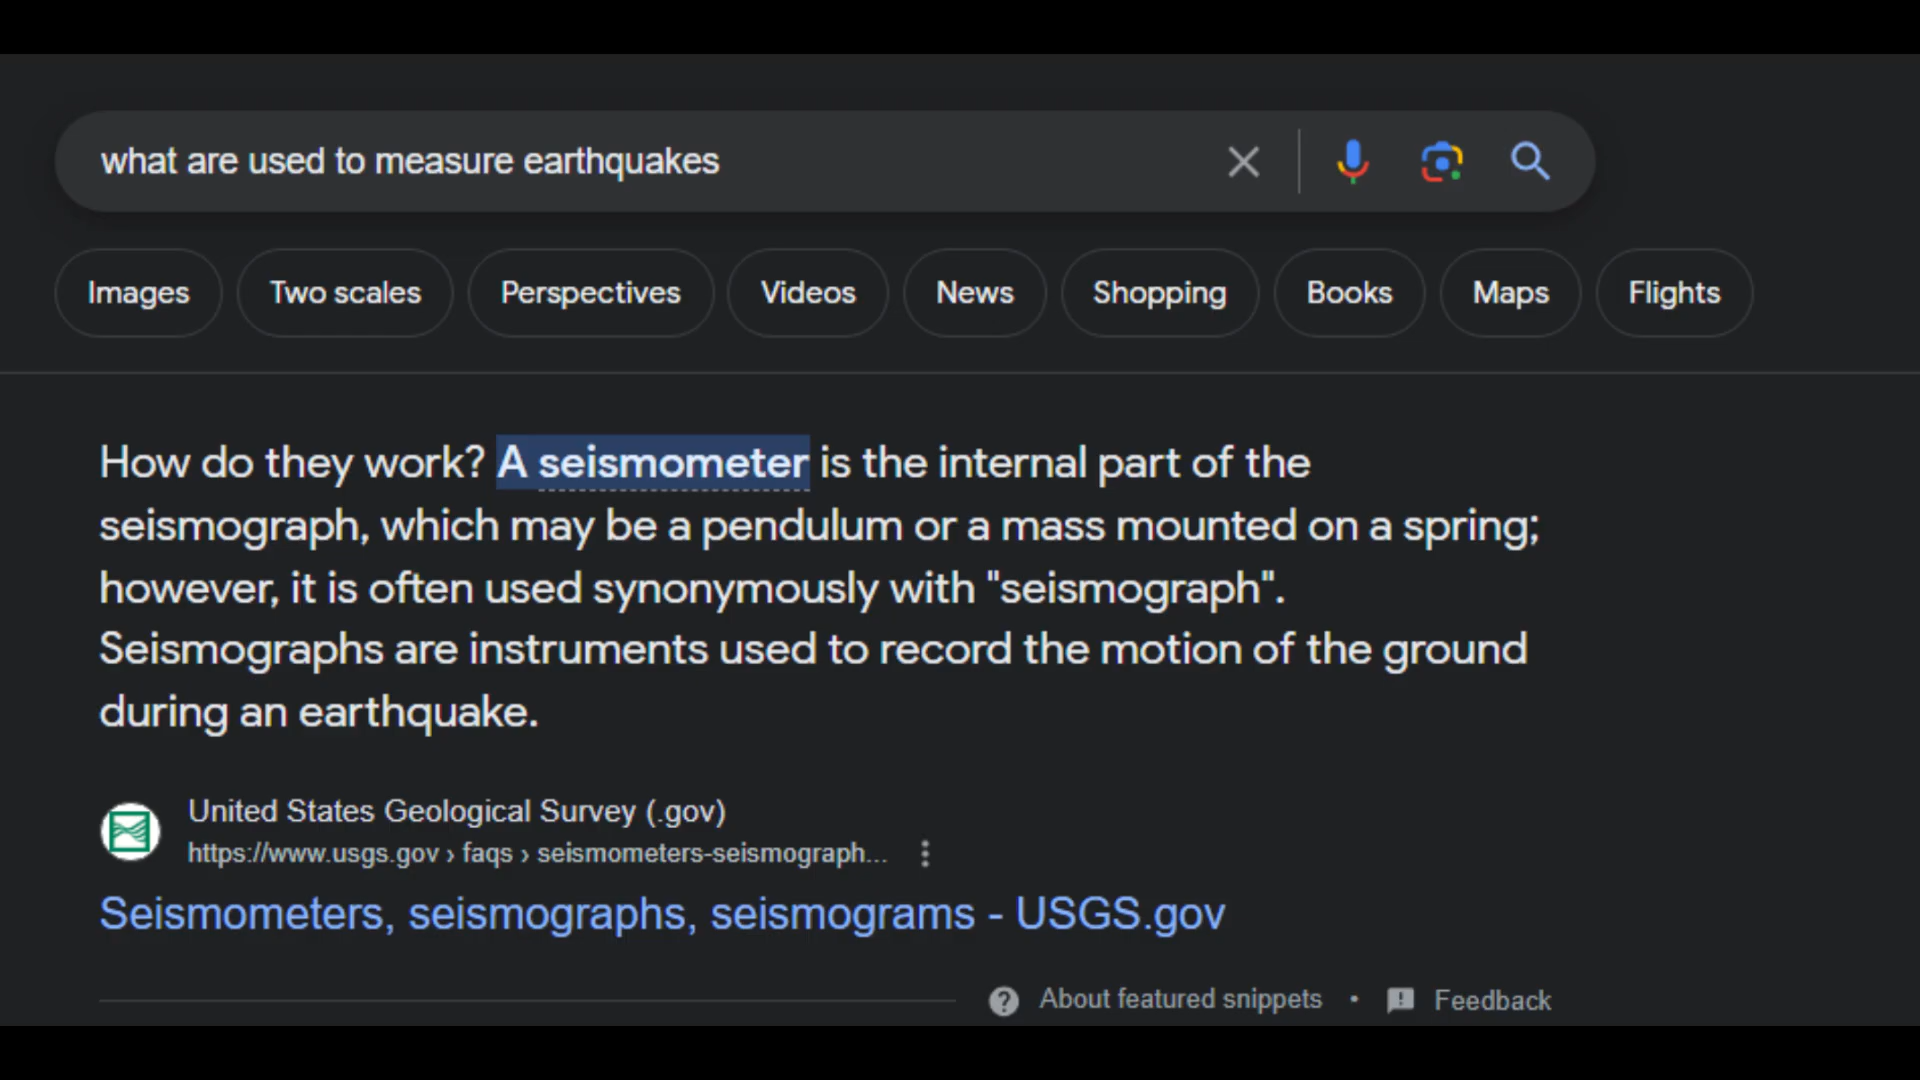 what are used to measure earthquakes
Images Two scales Perspectives Videos News Shopping Books Maps Flights
How do they work? A seismometer is the internal part of the
seismograph, which may be a pendulum or a mass mounted on a spring;
however, it is often used synonymously with "seismograph".
Seismographs are instruments used to record the motion of the ground
during an earthquake.
United States Geological Survey (.gov)
https://www.usgs.gov › faqs › seismometers-seismograph...
Seismometers, seismographs, seismograms - USGS.gov
About featured snippets • Feedback